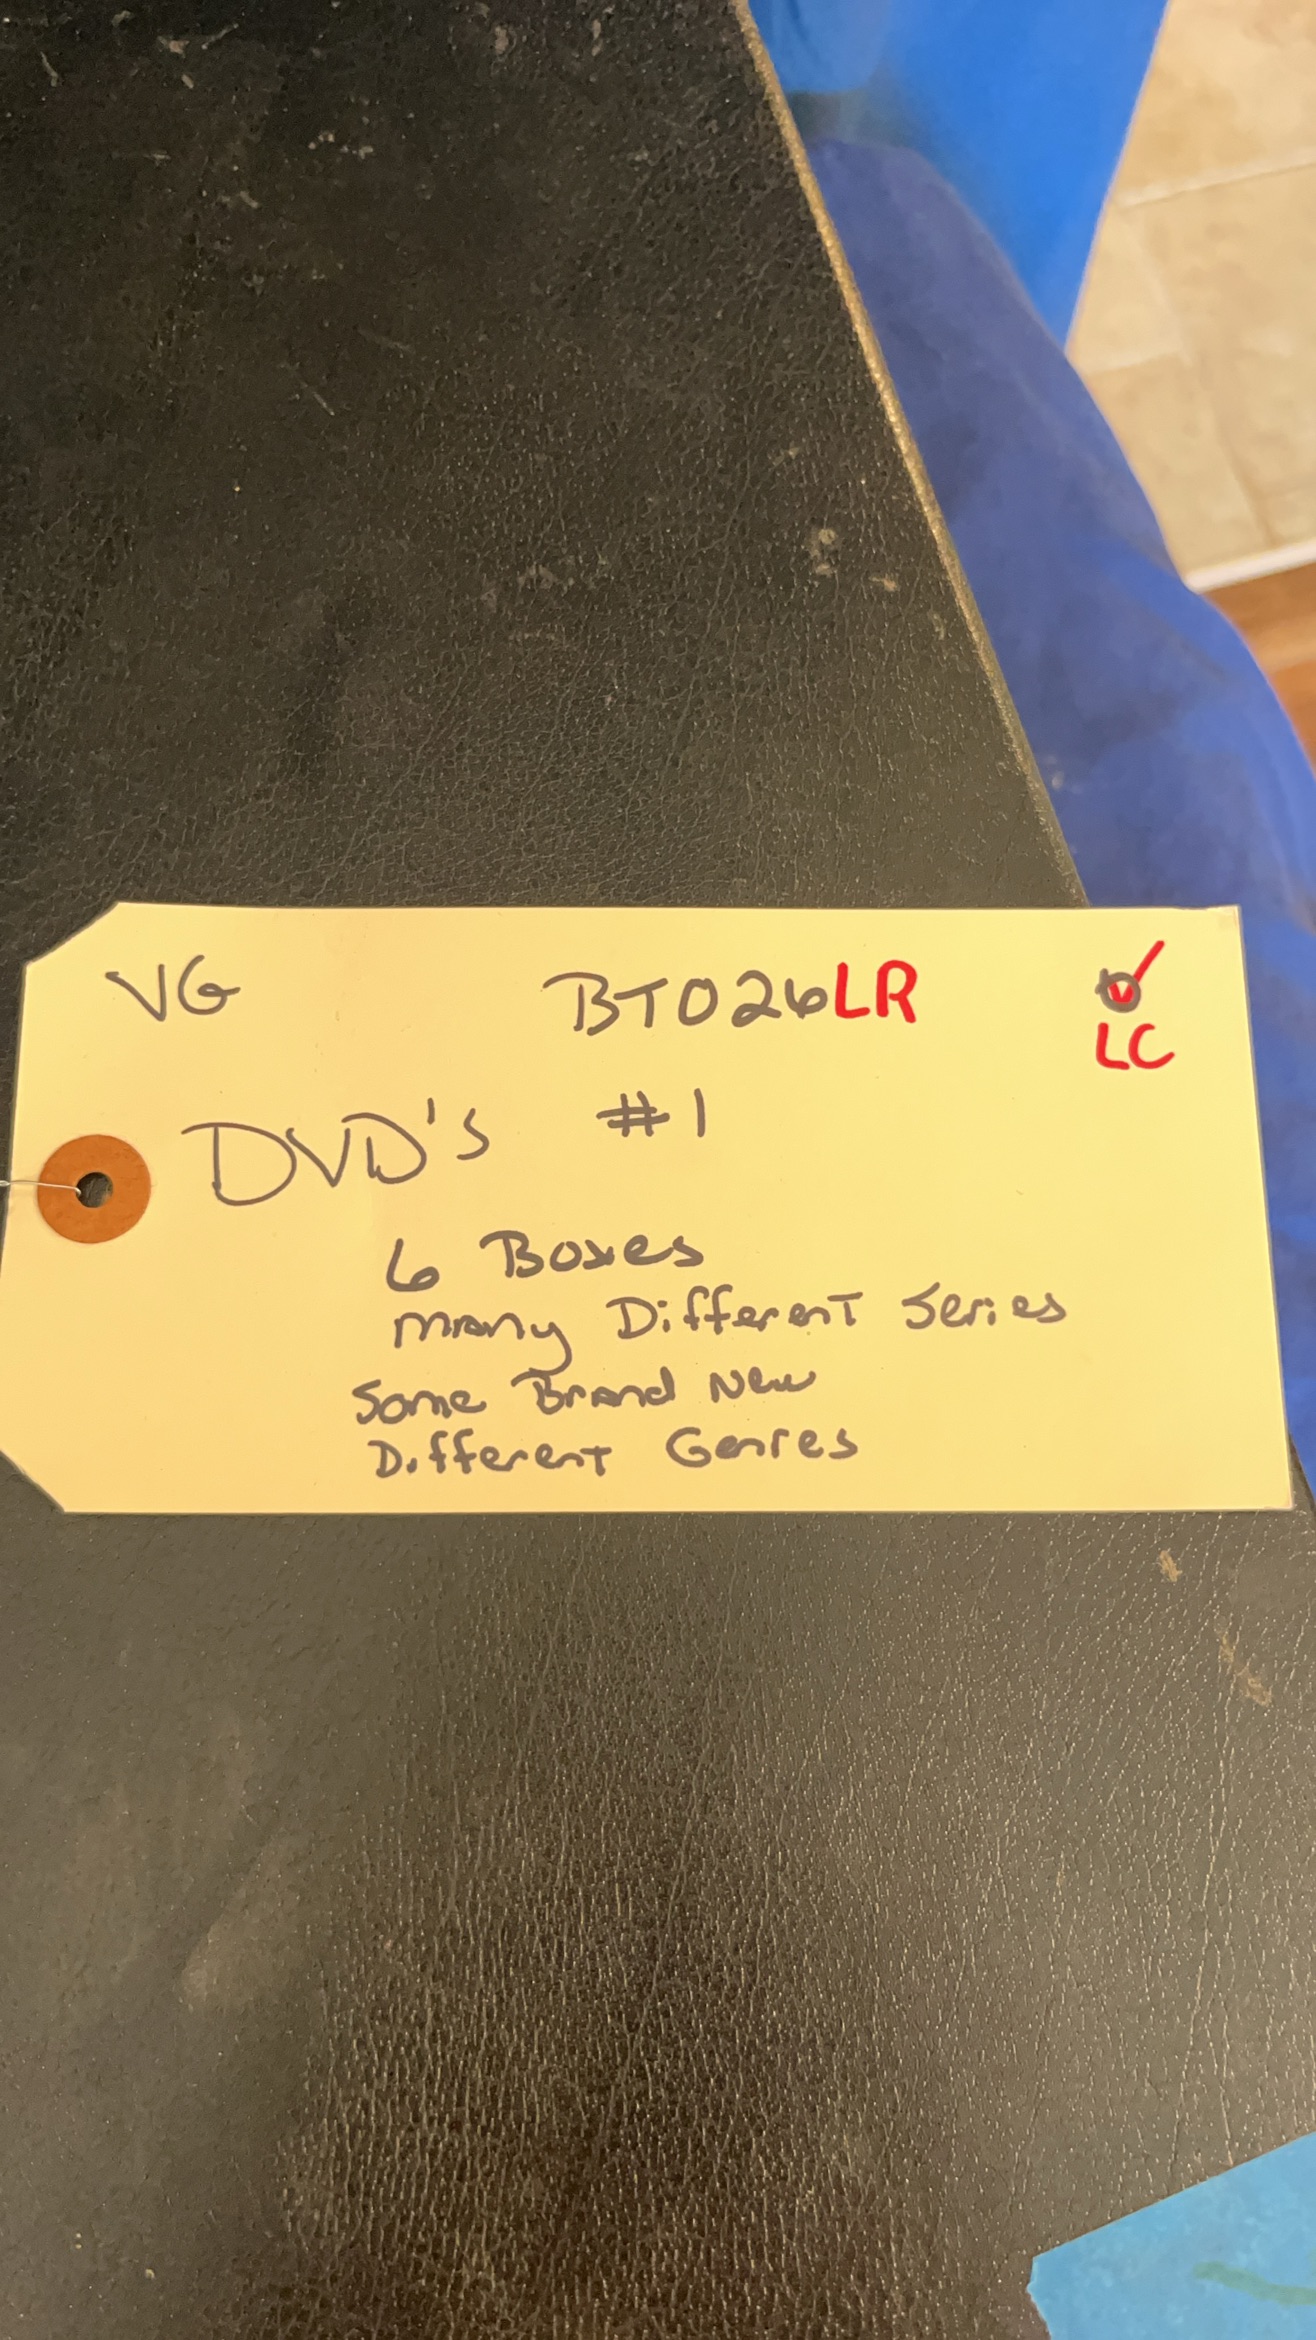 VG BT026LR
LC
DVD's #1
6 Boxes
many Different Series
Some Brand New
Different Genres